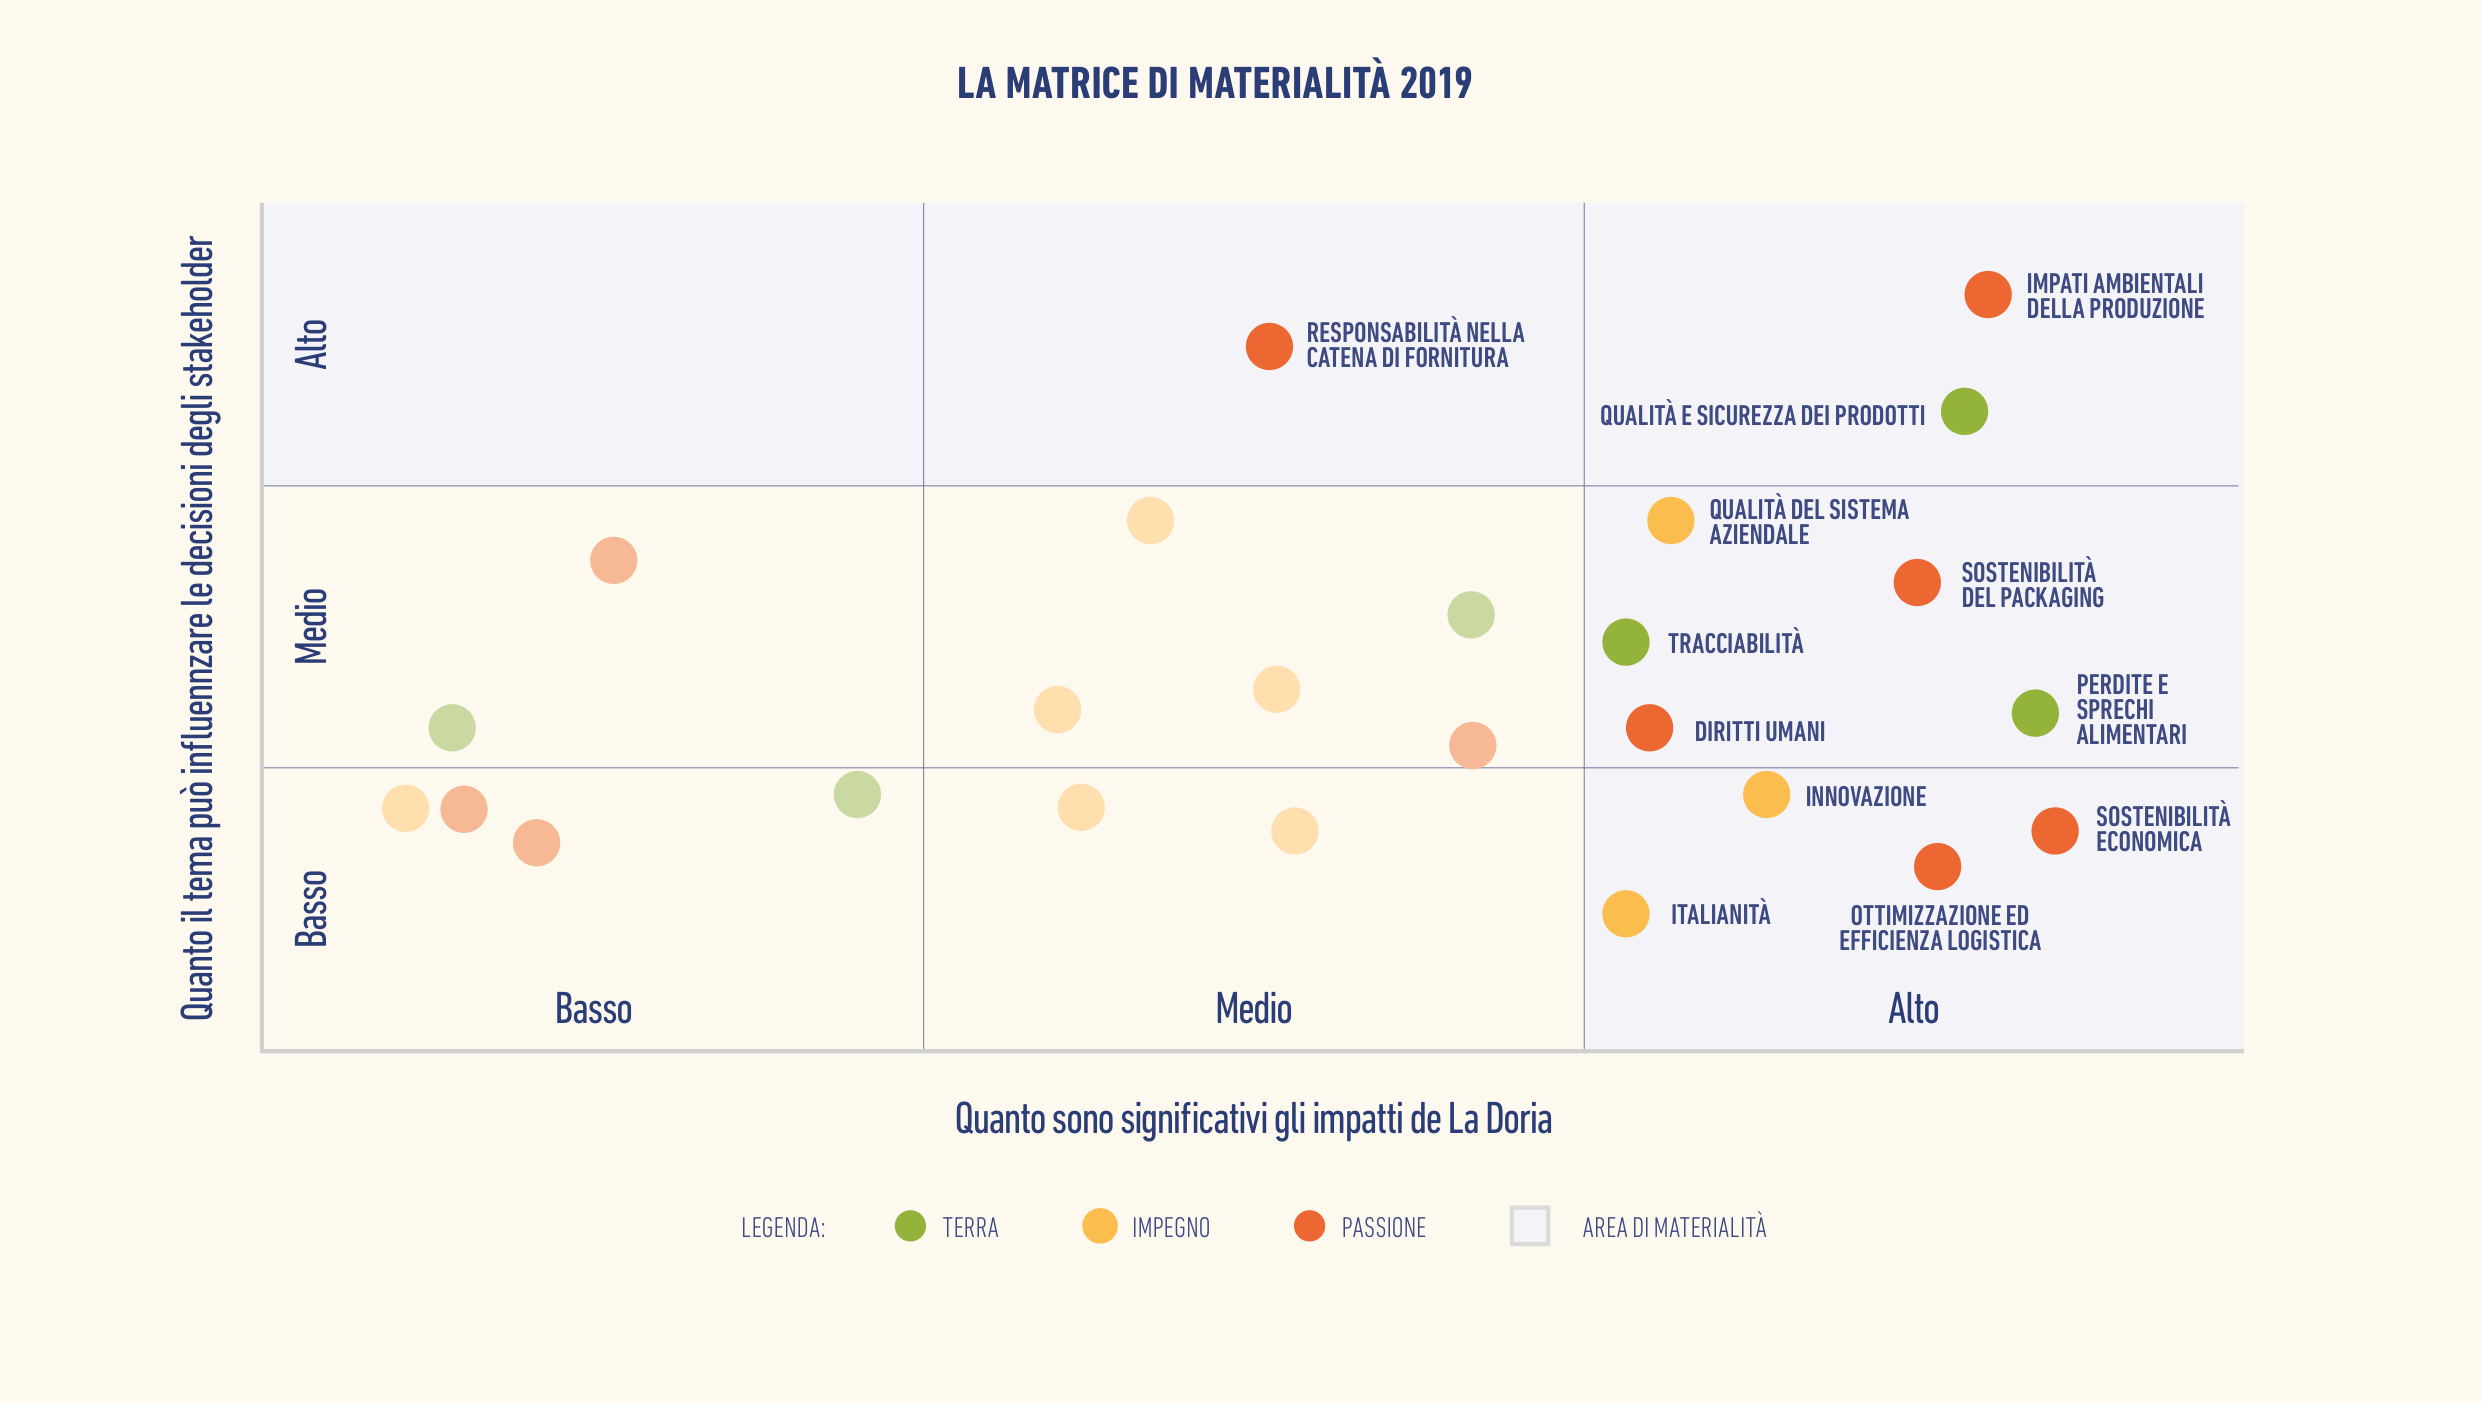 LA MATRICE DI MATERIALITÀ 2019
Quanto il tema può influennzare le decisioni degli stakeholder
Alto
Medio
Basso
RESPONSABILITÀ NELLA
CATENA DI FORNITURA
IMPATI AMBIENTALI
DELLA PRODUZIONE
QUALITÀ E SICUREZZA DEI PRODOTTI
QUALITÀ DEL SISTEMA
AZIENDALE
SOSTENIBILITÀ
DEL PACKAGING
TRACCIABILITÀ
PERDITE E
SPRECHI
ALIMENTARI
DIRITTI UMANI
INNOVAZIONE
SOSTENIBILITÀ
ECONOMICA
ITALIANITÀ
OTTIMIZZAZIONE ED
EFFICIENZA LOGISTICA
Basso
Medio
Alto
Quanto sono significativi gli impatti de La Doria
LEGENDA:
TERRA
IMPEGNO
PASSIONE
AREA DI MATERIALITÀ